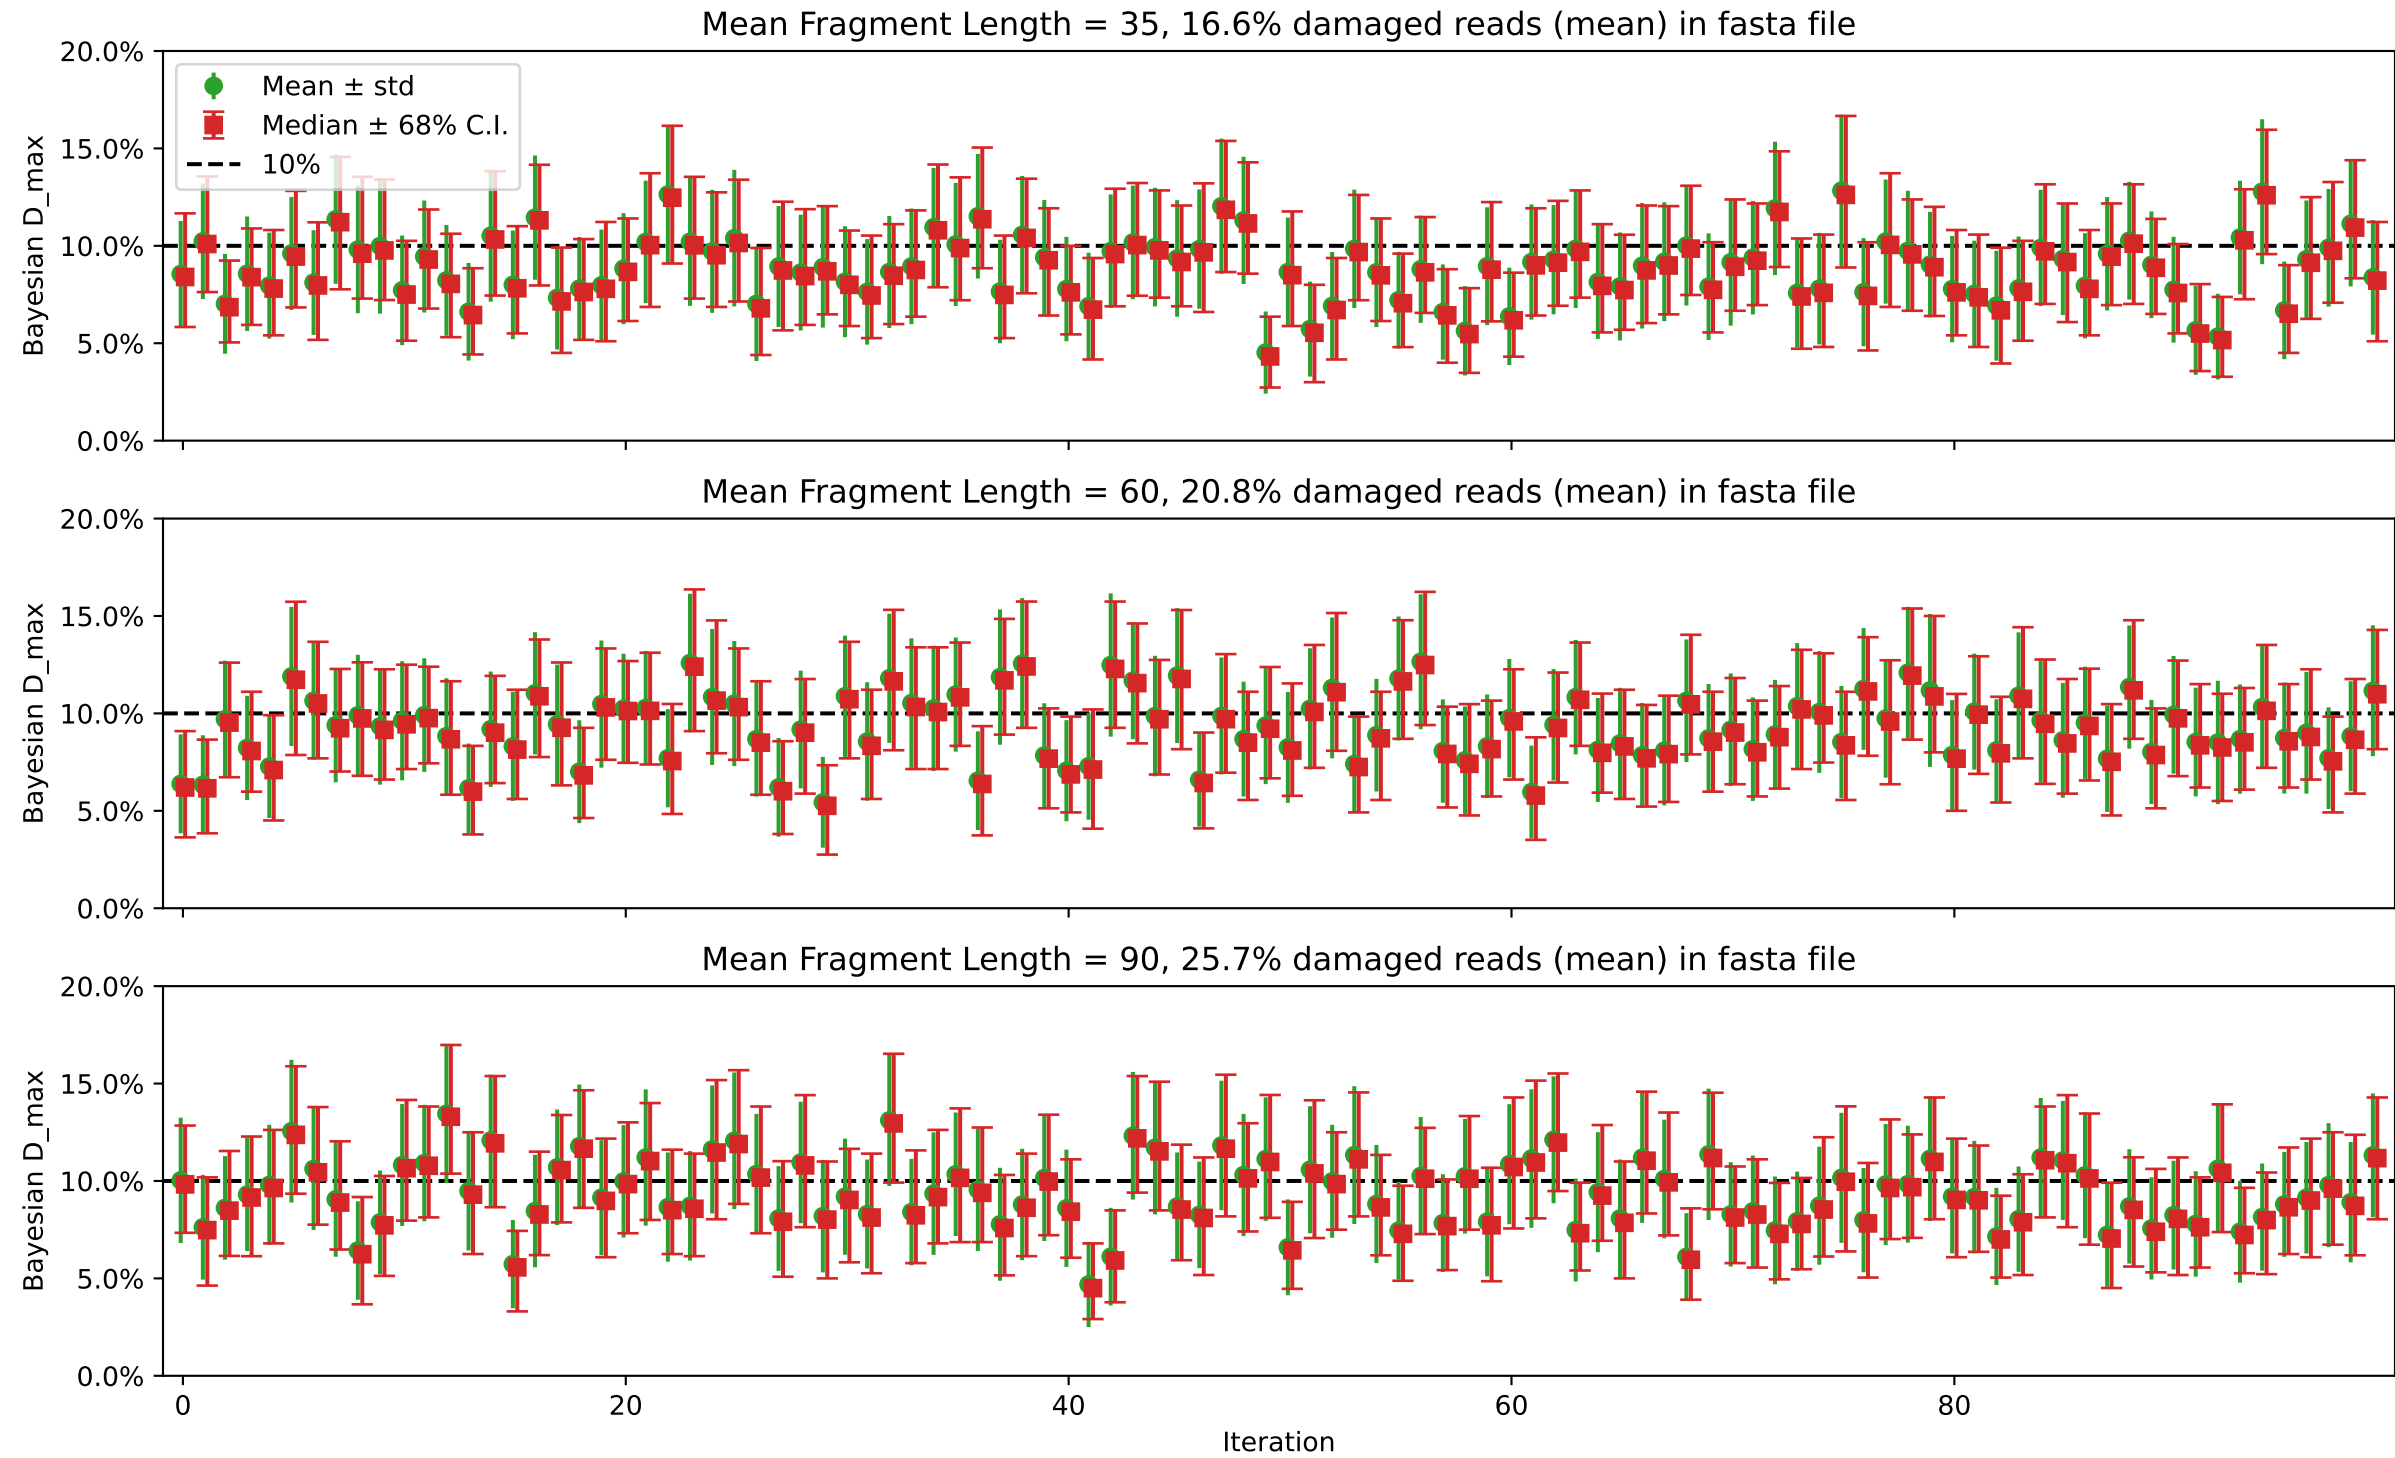 Mean Fragment Length = 35, 16.6% damaged reads (mean) in fasta file
20.0%
15.0%
10.0%
5.0%
0.0%
Bayesian D_max
Mean ± std
Median ± 68% C.I.
10%
Mean Fragment Length = 60, 20.8% damaged reads (mean) in fasta file
20.0%
15.0%
10.0%
5.0%
0.0%
Bayesian D_max
Mean Fragment Length = 90, 25.7% damaged reads (mean) in fasta file
20.0%
15.0%
10.0%
5.0%
0.0%
Bayesian D_max
0 20 40 60 80
Iteration